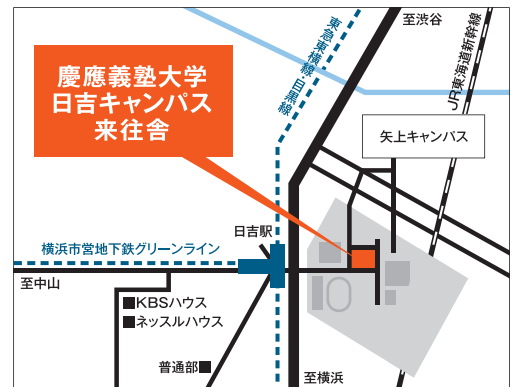 至渋谷
JR東海道新幹線
東急東横線・目黒線
慶應義塾大学
日吉キャンパス
来往舎
矢上キャンパス
日吉駅
横浜市営地下鉄グリーンライン
至中山
■KBSハウス
■ネッスルハウス
普通部■
至横浜